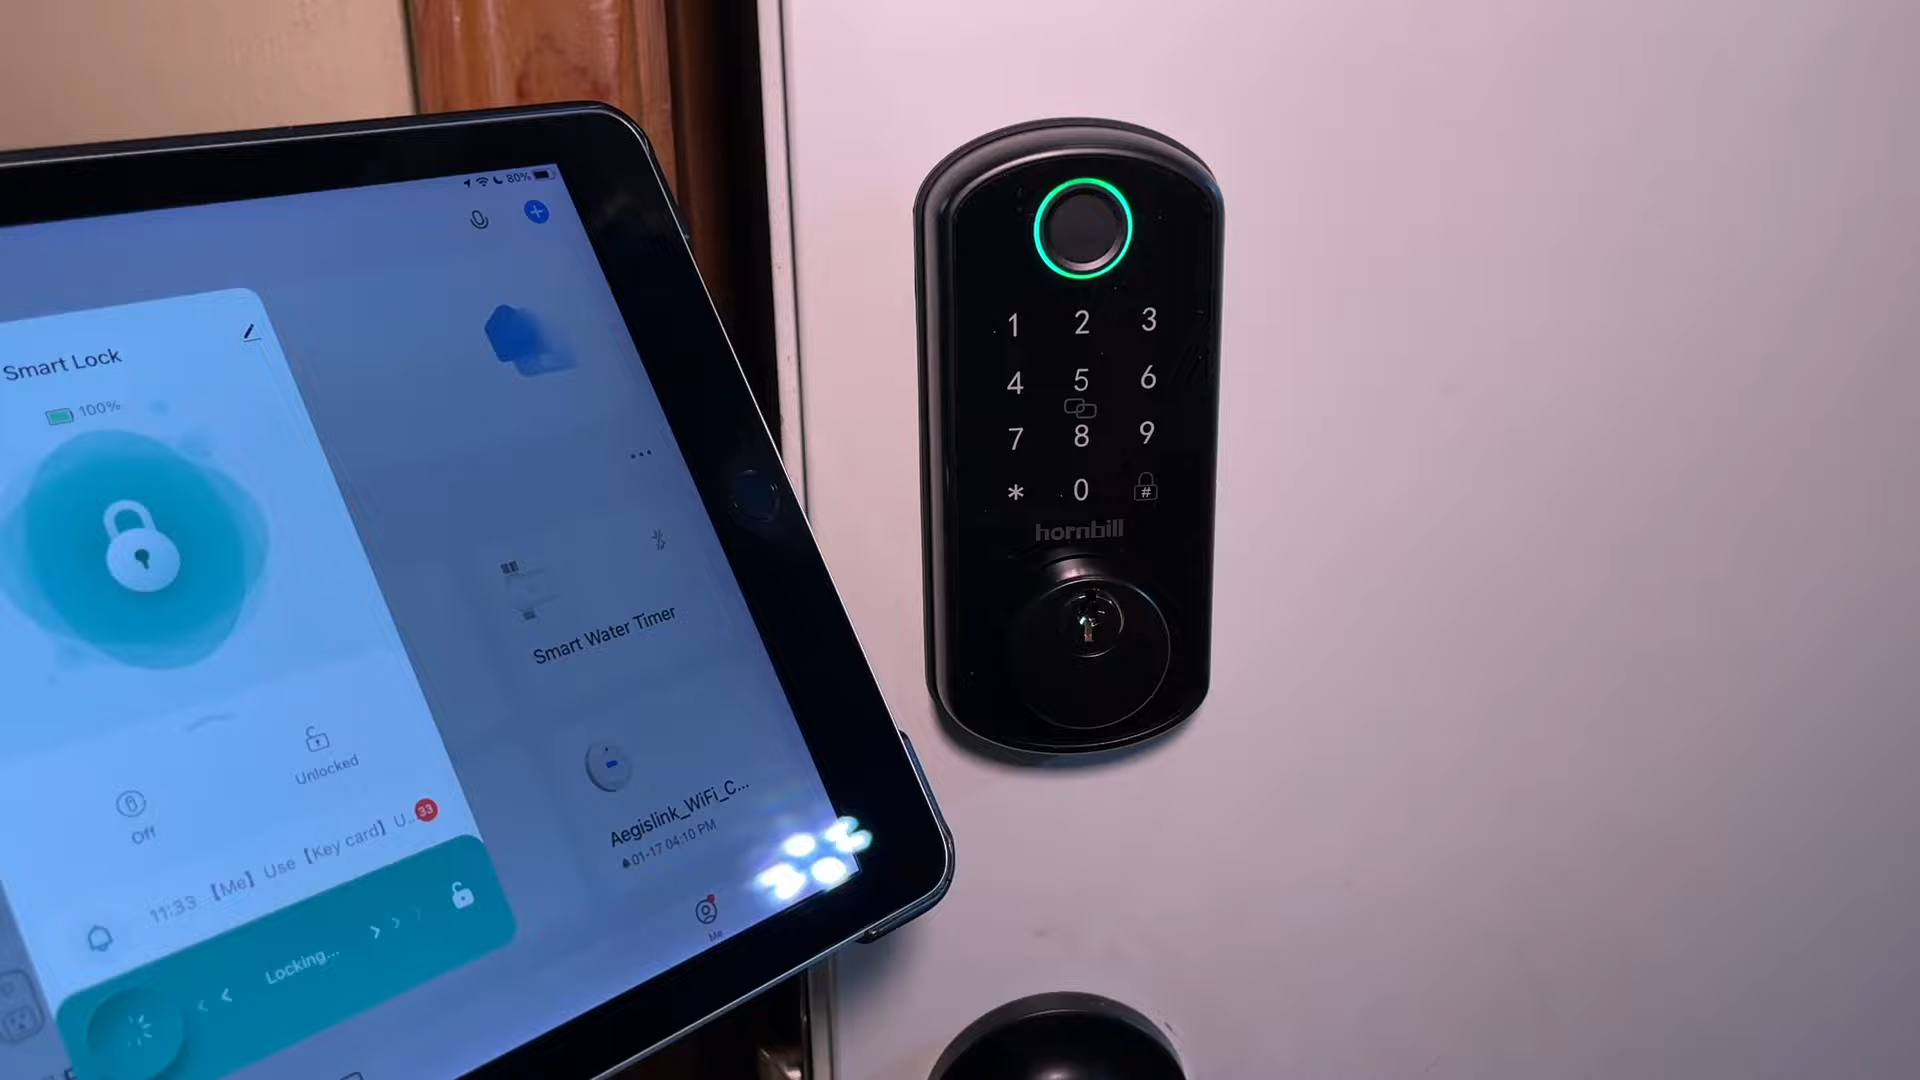 80%
Smart Lock
100%
Smart Water Timer
Unlocked
Off
Aegislink_WiFi_C...
01-17 04:10 PM
11:33 【Me】 Use 【Key card】 U...
33
Locking...
Me
1 2 3
4 5 6
7 8 9
* 0 #
hornbill